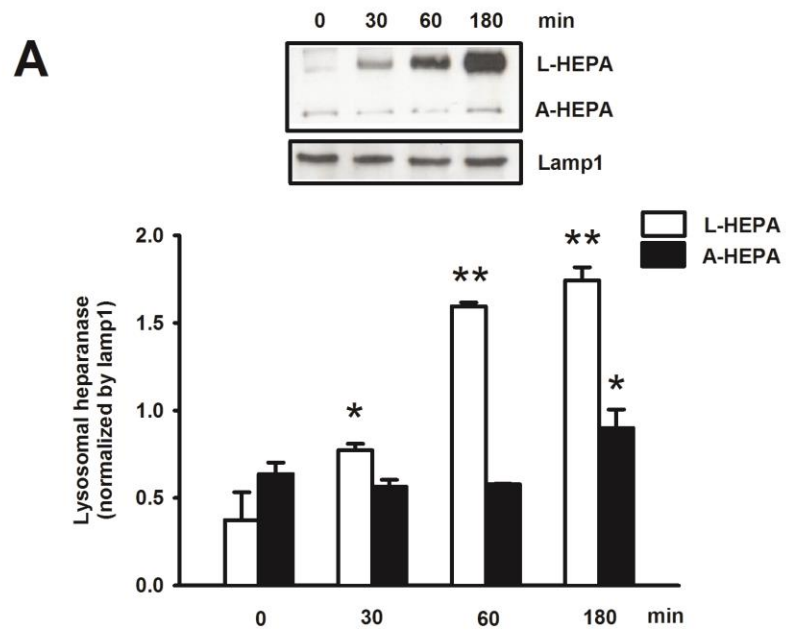 A
0 30 60 180 min
L-HEPA
A-HEPA
Lamp1
L-HEPA
A-HEPA
Lysosomal heparanase
(normalized by lamp1)
2.0
1.5
1.0
0.5
0.0
*
**
**
*
0 30 60 180 min